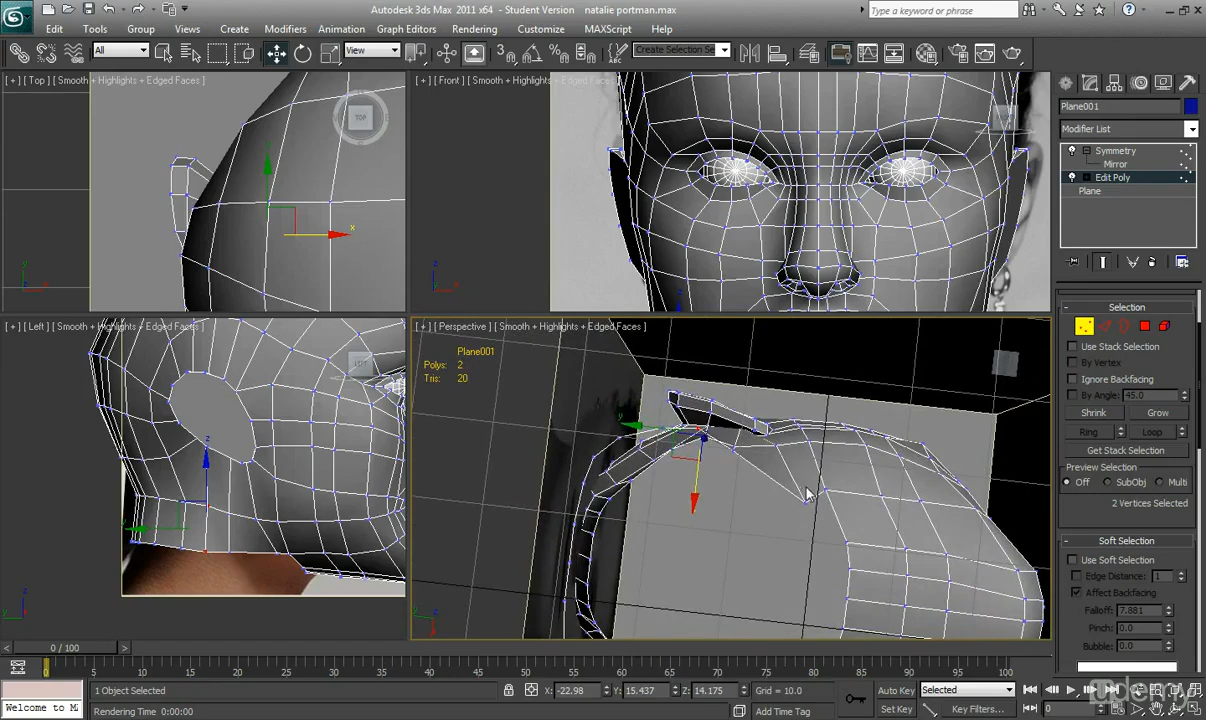 Autodesk 3ds Max 2011 x64 - Student Version natalie portman.max
Type a keyword or phrase
Edit Tools Group Views Create Modifiers Animation Graph Editors Rendering Customize MAXScript Help
All View Create Selection Se
[ + ] [ Top ] [ Smooth + Highlights + Edged Faces ]
[ + ] [ Front ] [ Smooth + Highlights + Edged Faces ]
TOP
Plane001
Modifier List
Symmetry
Mirror
Edit Poly
Plane
[ + ] [ Left ] [ Smooth + Highlights + Edged Faces ]
[ + ] [ Perspective ] [ Smooth + Highlights + Edged Faces ]
Plane001
Polys: 2
Tris: 20
Selection
Use Stack Selection
By Vertex
Ignore Backfacing
By Angle: 45.0
Shrink Grow
Ring Loop
Get Stack Selection
Preview Selection
Off SubObj Multi
2 Vertices Selected
Soft Selection
Use Soft Selection
Edge Distance: 1
Affect Backfacing
Falloff: 7.881
Pinch: 0.0
Bubble: 0.0
0 / 100
0 5 10 15 20 25 30 35 40 45 50 55 60 65 70 75 80 85 90 95 100
1 Object Selected X: -22.98 Y: 15.437 Z: 14.175 Grid = 10.0 Auto Key Selected
Welcome to M
Rendering Time 0:00:00 Add Time Tag Set Key Key Filters... 0
udemy